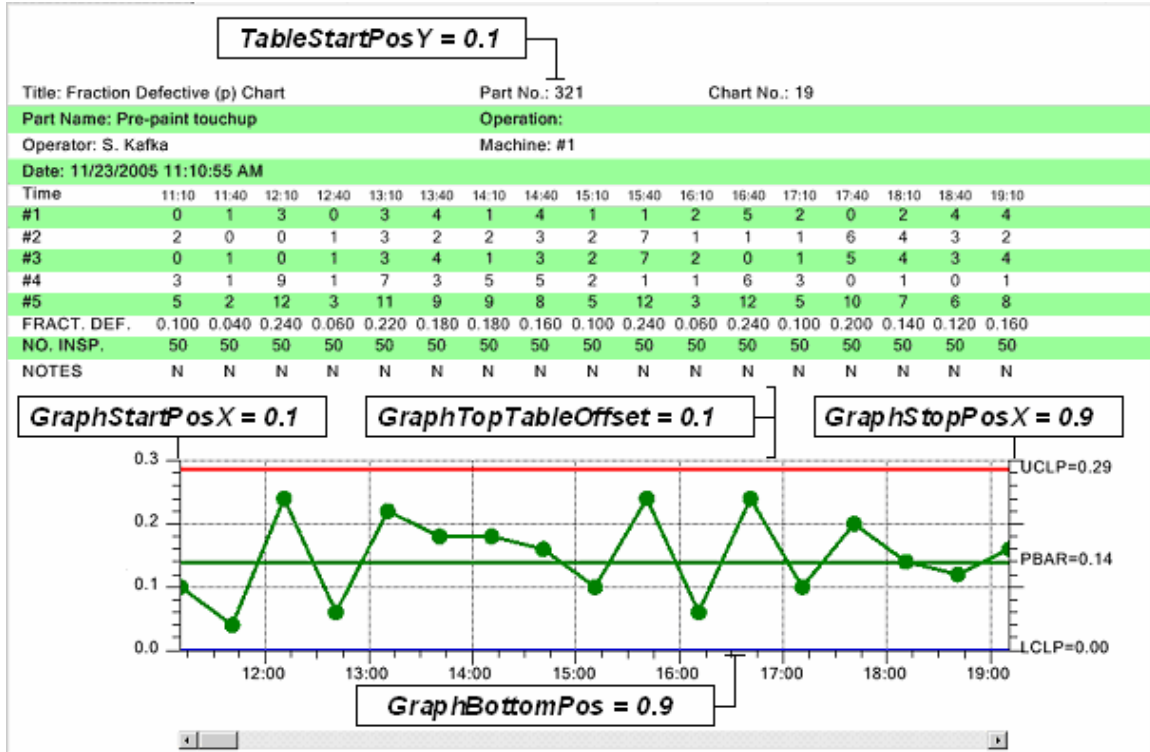 TableStartPosY = 0.1
Title: Fraction Defective (p) Chart Part No.: 321 Chart No.: 19
Part Name: Pre-paint touchup Operation:
Operator: S. Kafka Machine: #1
Date: 11/23/2005 11:10:55 AM
Time 11:10 11:40 12:10 12:40 13:10 13:40 14:10 14:40 15:10 15:40 16:10 16:40 17:10 17:40 18:10 18:40 19:10
#1 0 1 3 0 3 4 1 4 1 1 2 5 2 0 2 4 4
#2 2 0 0 1 3 2 2 3 2 7 1 1 1 6 4 3 2
#3 0 1 0 1 3 4 1 3 2 7 2 0 1 5 4 3 4
#4 3 1 9 1 7 3 5 5 2 1 1 6 3 0 1 0 1
#5 5 2 12 3 11 9 9 8 5 12 3 12 5 10 7 6 8
FRACT. DEF. 0.100 0.040 0.240 0.060 0.220 0.180 0.180 0.160 0.100 0.240 0.060 0.240 0.100 0.200 0.140 0.120 0.160
NO. INSP. 50 50 50 50 50 50 50 50 50 50 50 50 50 50 50 50 50
NOTES N N N N N N N N N N N N N N N N N
GraphStartPosX = 0.1 GraphTopTableOffset = 0.1 GraphStopPosX = 0.9
0.3 UCLP=0.29
0.2
PBAR=0.14
0.1
0.0 LCLP=0.00
12:00 13:00 14:00 15:00 16:00 17:00 18:00 19:00
GraphBottomPos = 0.9